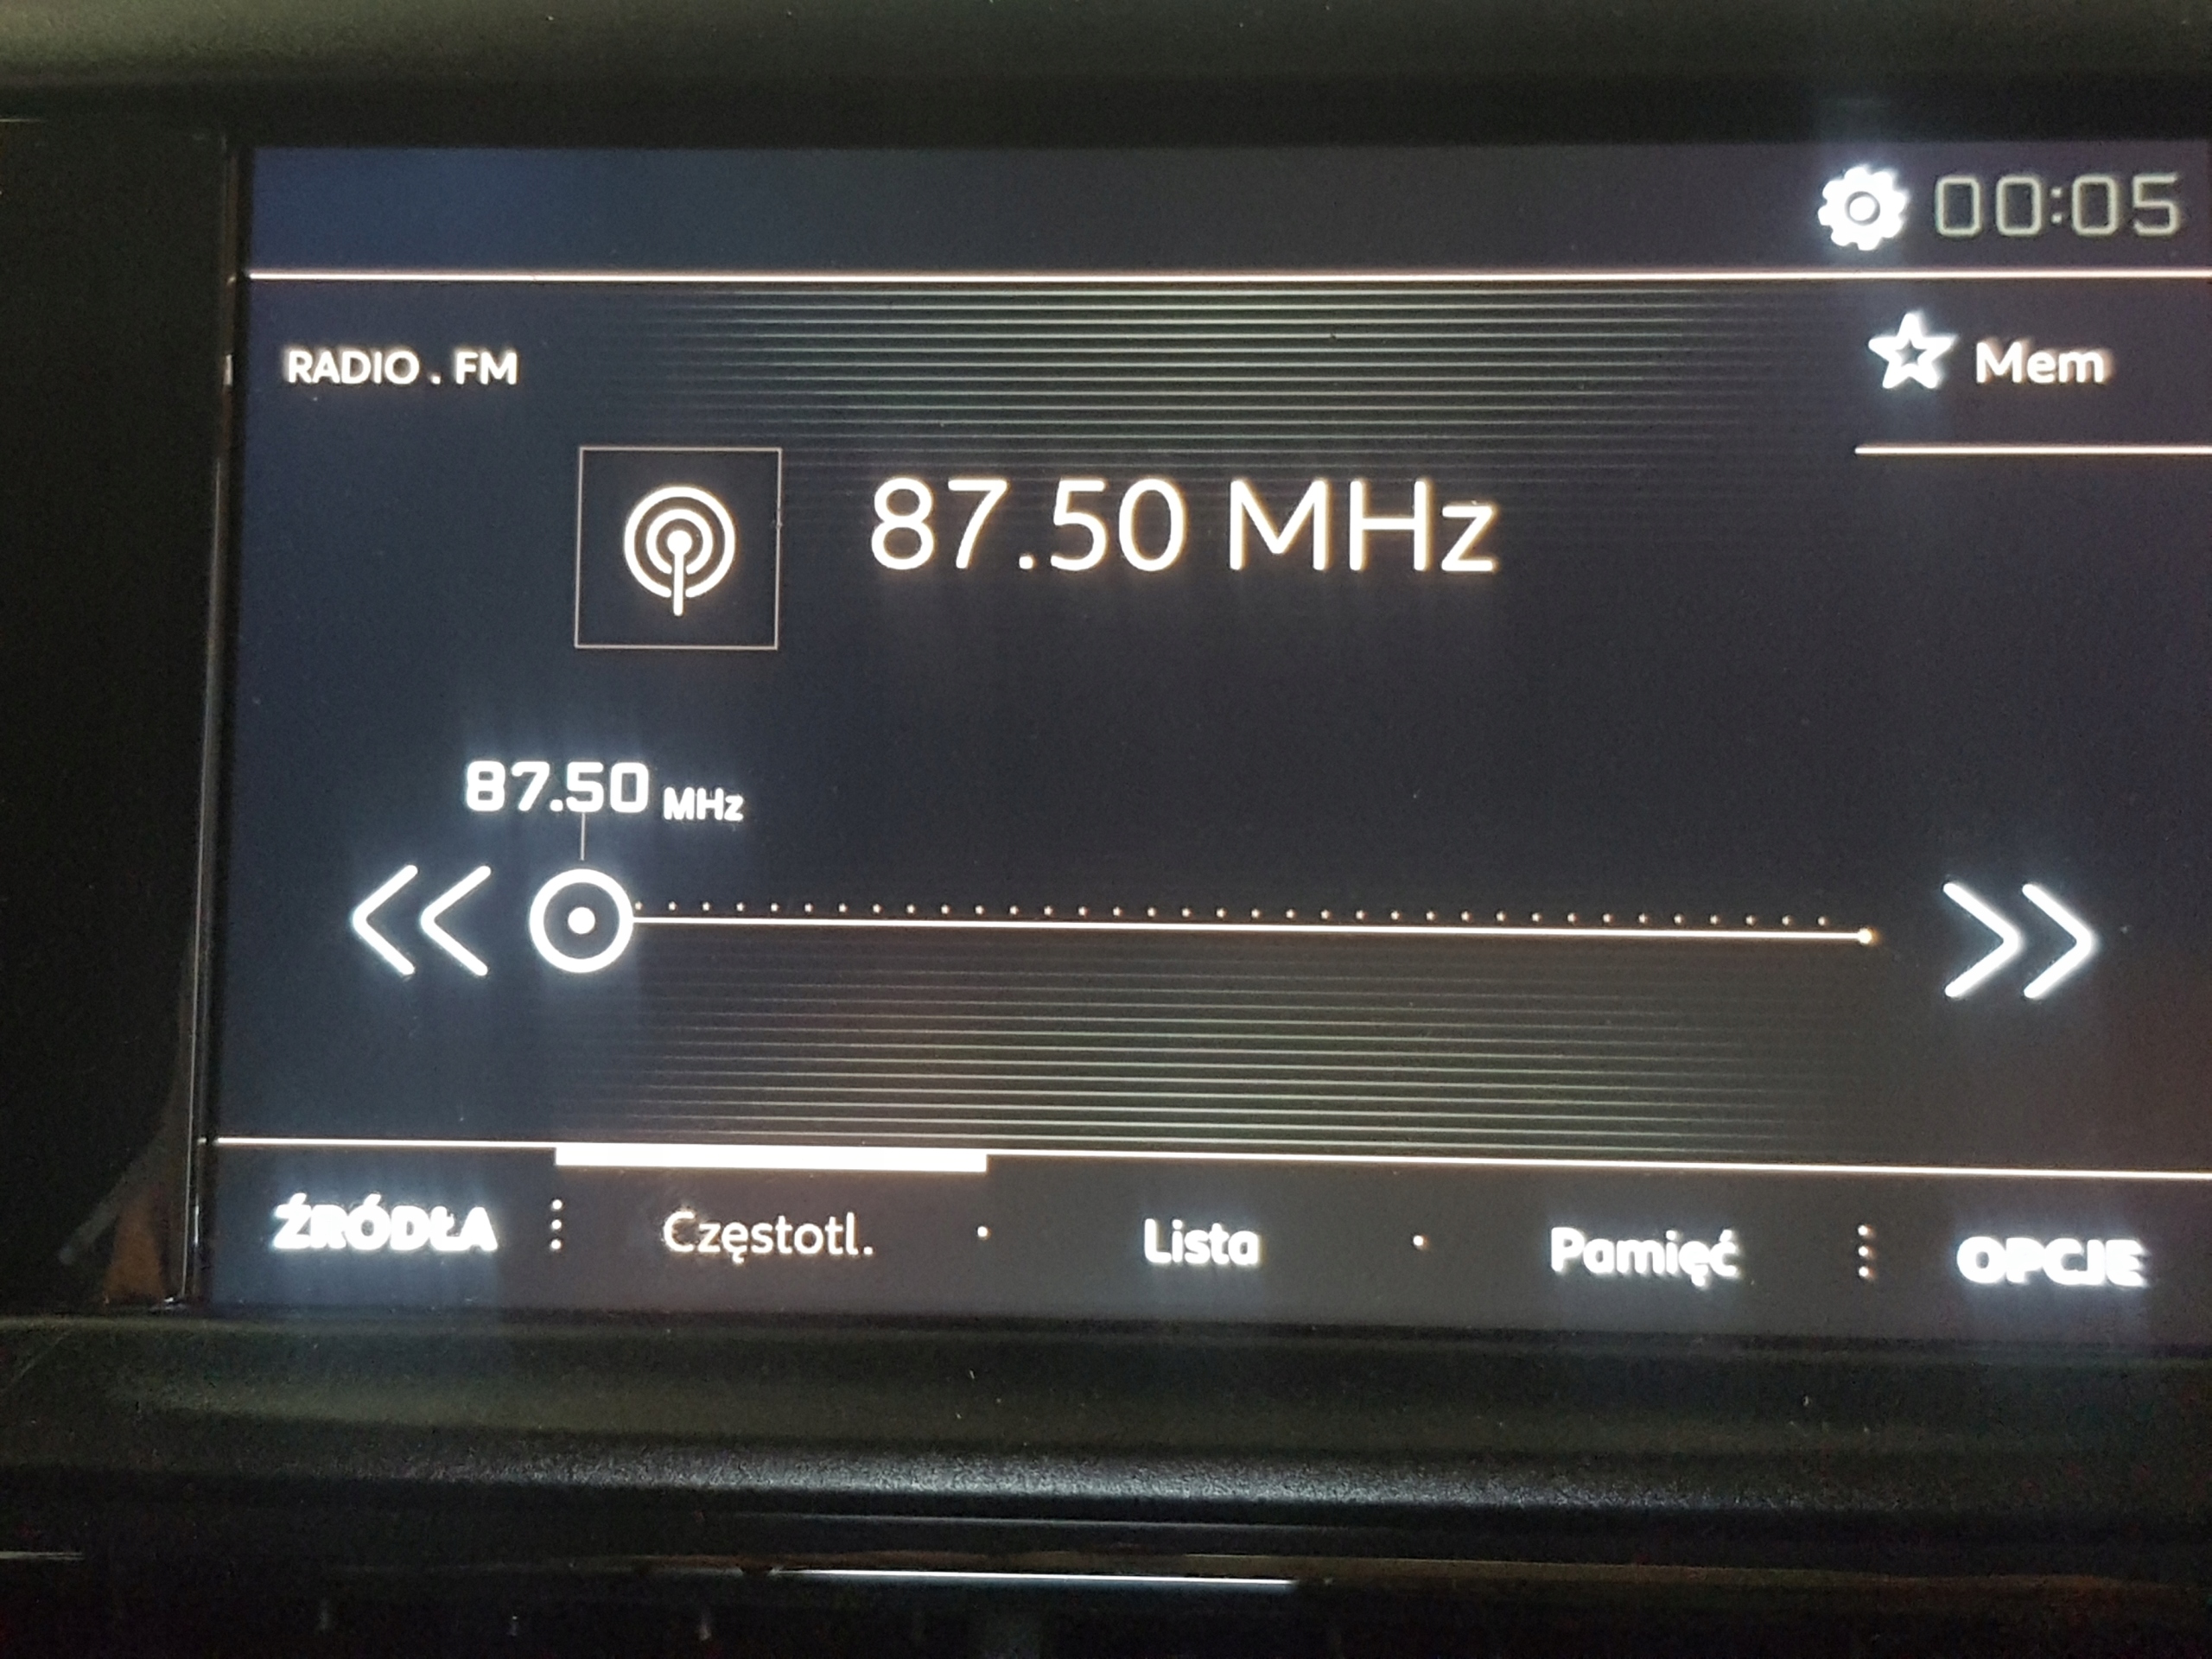 00:05
RADIO . FM
Mem
87.50 MHz
87.50 MHz
ŹRÓDŁA
Częstotl.
Lista
Pamięć
OPCJE